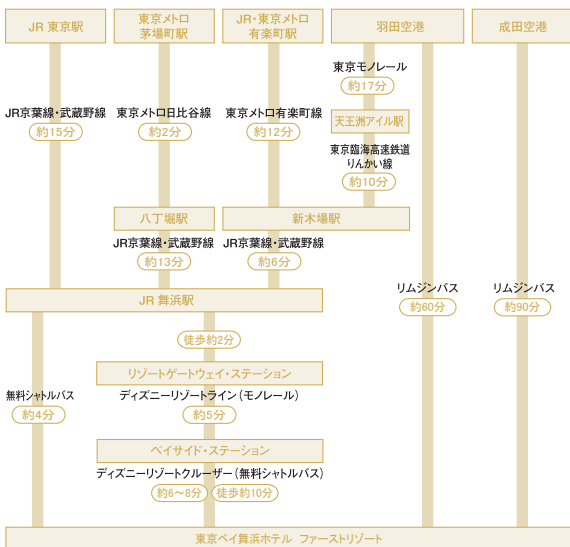 JR 東京駅
東京メトロ
茅場町駅
JR・東京メトロ
有楽町駅
羽田空港
成田空港
JR京葉線・武蔵野線
約15分
東京メトロ日比谷線
約2分
東京メトロ有楽町線
約12分
東京モノレール
約17分
天王洲アイル駅
東京臨海高速鉄道
りんかい線
約10分
八丁堀駅
新木場駅
JR京葉線・武蔵野線
約13分
JR京葉線・武蔵野線
約6分
リムジンバス
約60分
リムジンバス
約90分
JR 舞浜駅
徒歩約2分
リゾートゲートウェイ・ステーション
無料シャトルバス
約4分
ディズニーリゾートライン（モノレール）
約5分
ベイサイド・ステーション
ディズニーリゾートクルーザー（無料シャトルバス）
約6〜8分
徒歩約10分
東京ベイ舞浜ホテル ファーストリゾート